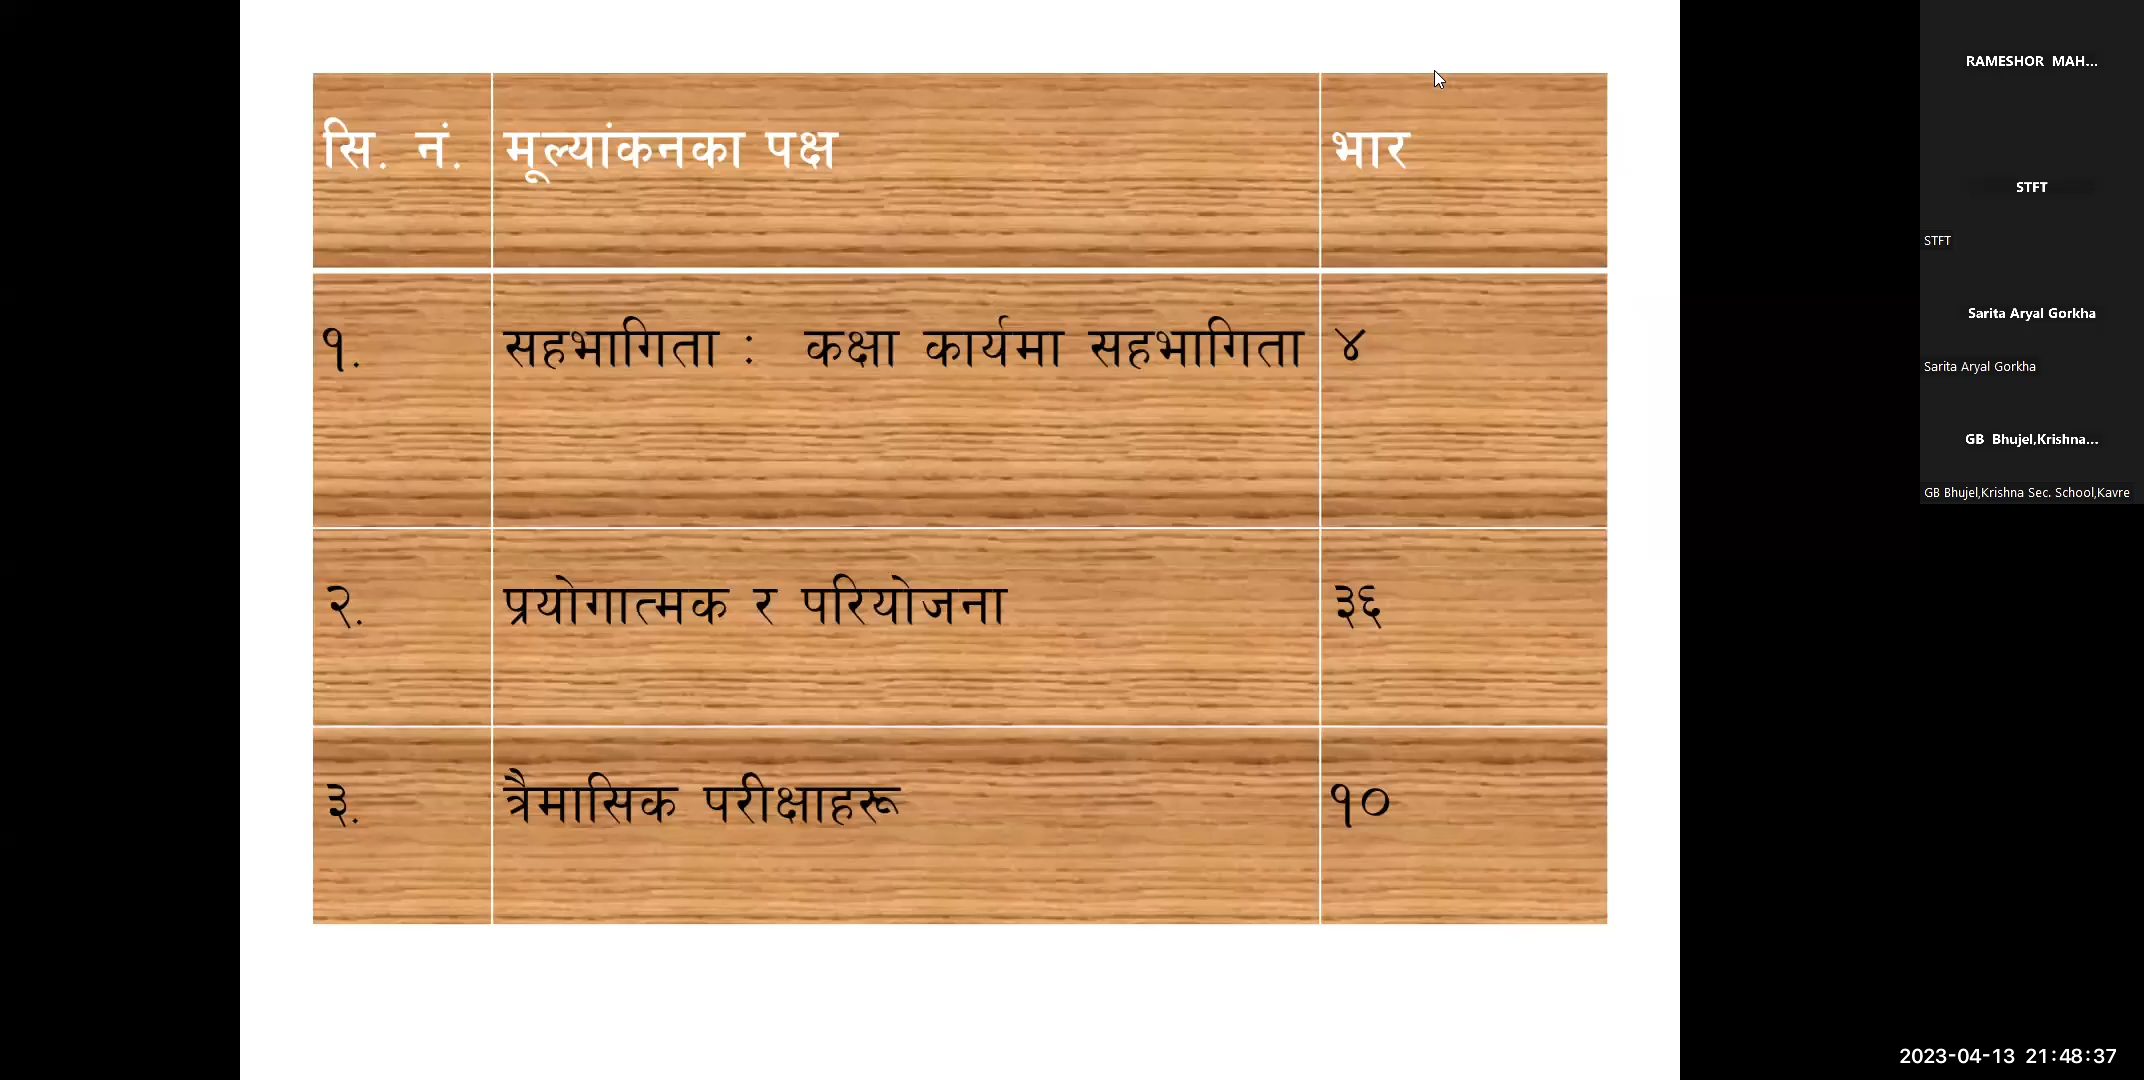 सि. नं. मूल्यांकनका पक्ष भार
१. सहभागिता : कक्षा कार्यमा सहभागिता ४
२. प्रयोगात्मक र परियोजना ३६
३. त्रैमासिक परीक्षाहरू १०
RAMESHOR MAH...
STFT
STFT
Sarita Aryal Gorkha
Sarita Aryal Gorkha
GB Bhujel,Krishna...
GB Bhujel,Krishna Sec. School,Kavre
2023-04-13 21:48:37